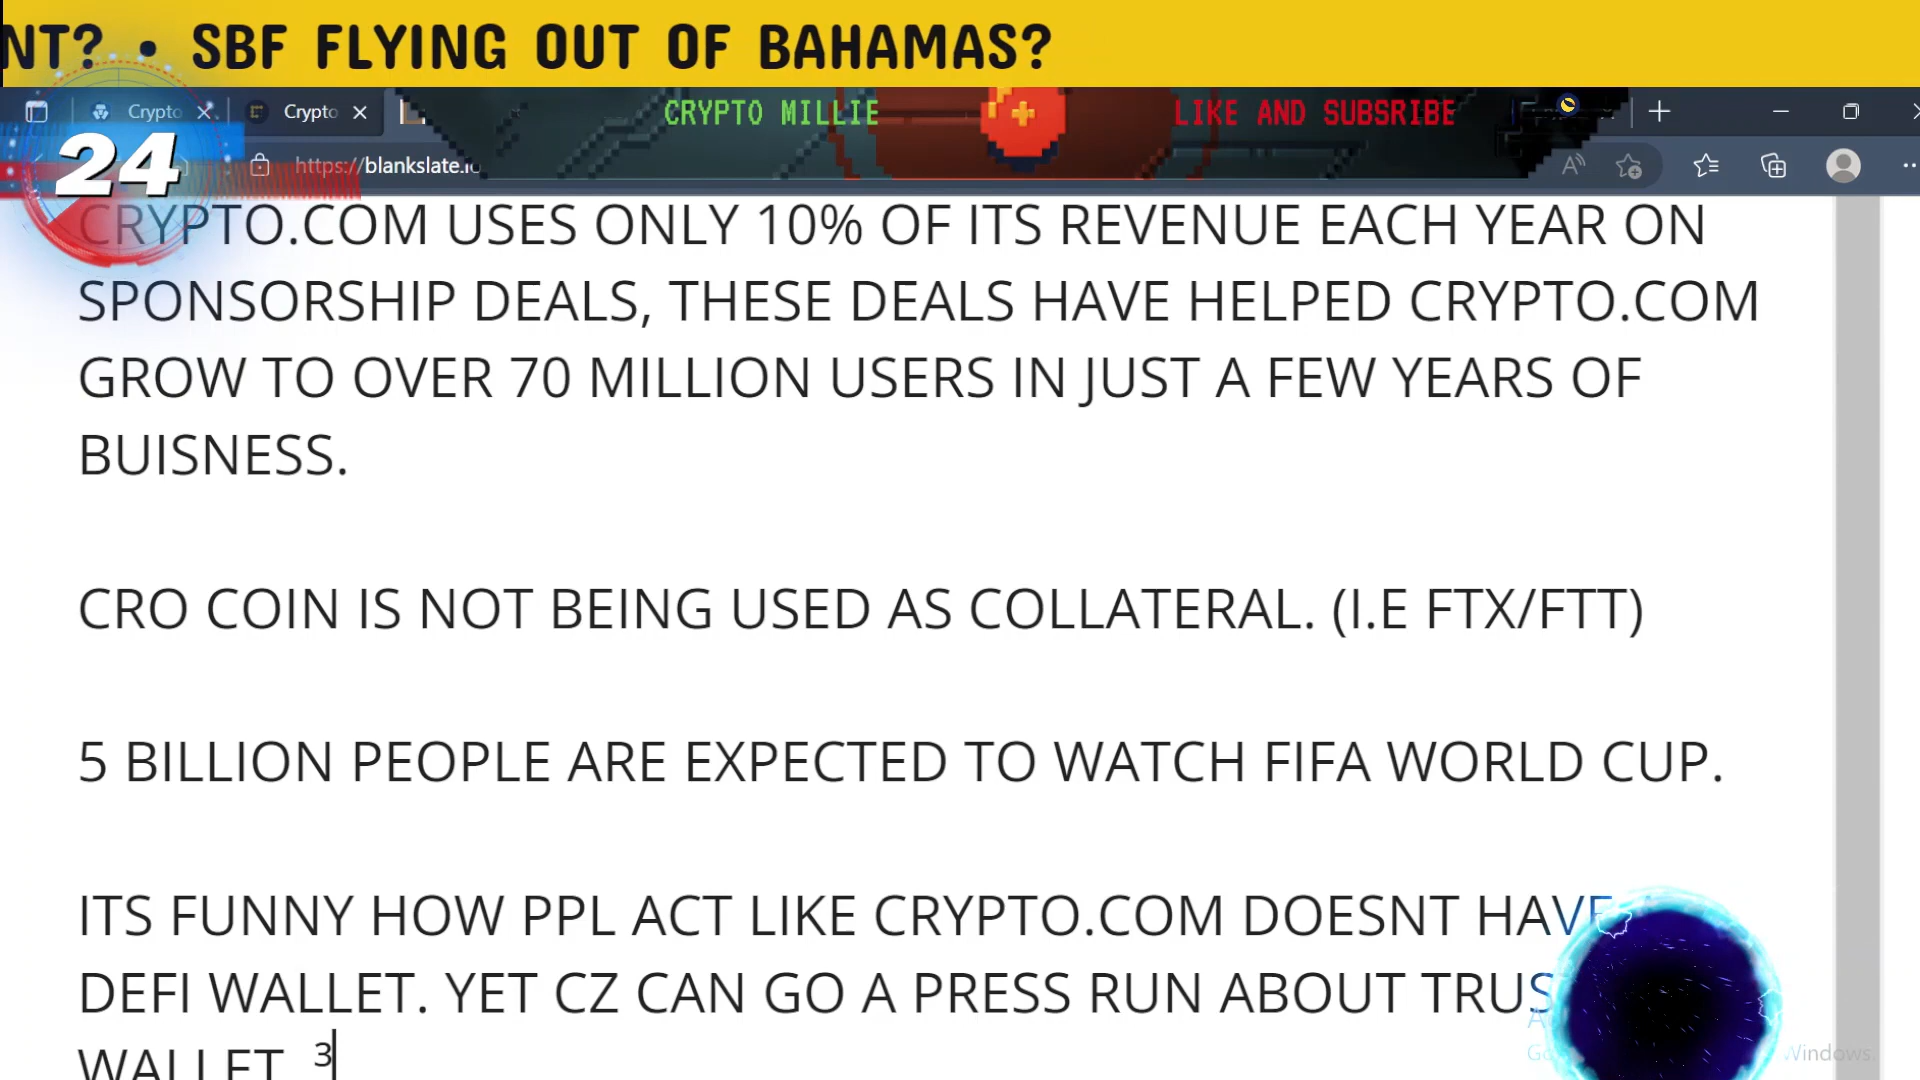 NT? • SBF FLYING OUT OF BAHAMAS?
Crypto Crypto CRYPTO MILLIE LIKE AND SUBSRIBE
24
https://blankslate.io
CRYPTO.COM USES ONLY 10% OF ITS REVENUE EACH YEAR ON
SPONSORSHIP DEALS, THESE DEALS HAVE HELPED CRYPTO.COM
GROW TO OVER 70 MILLION USERS IN JUST A FEW YEARS OF
BUISNESS.
CRO COIN IS NOT BEING USED AS COLLATERAL. (I.E FTX/FTT)
5 BILLION PEOPLE ARE EXPECTED TO WATCH FIFA WORLD CUP.
ITS FUNNY HOW PPL ACT LIKE CRYPTO.COM DOESNT HAVE
DEFI WALLET. YET CZ CAN GO A PRESS RUN ABOUT TRUS
WALLET. 3
Windows